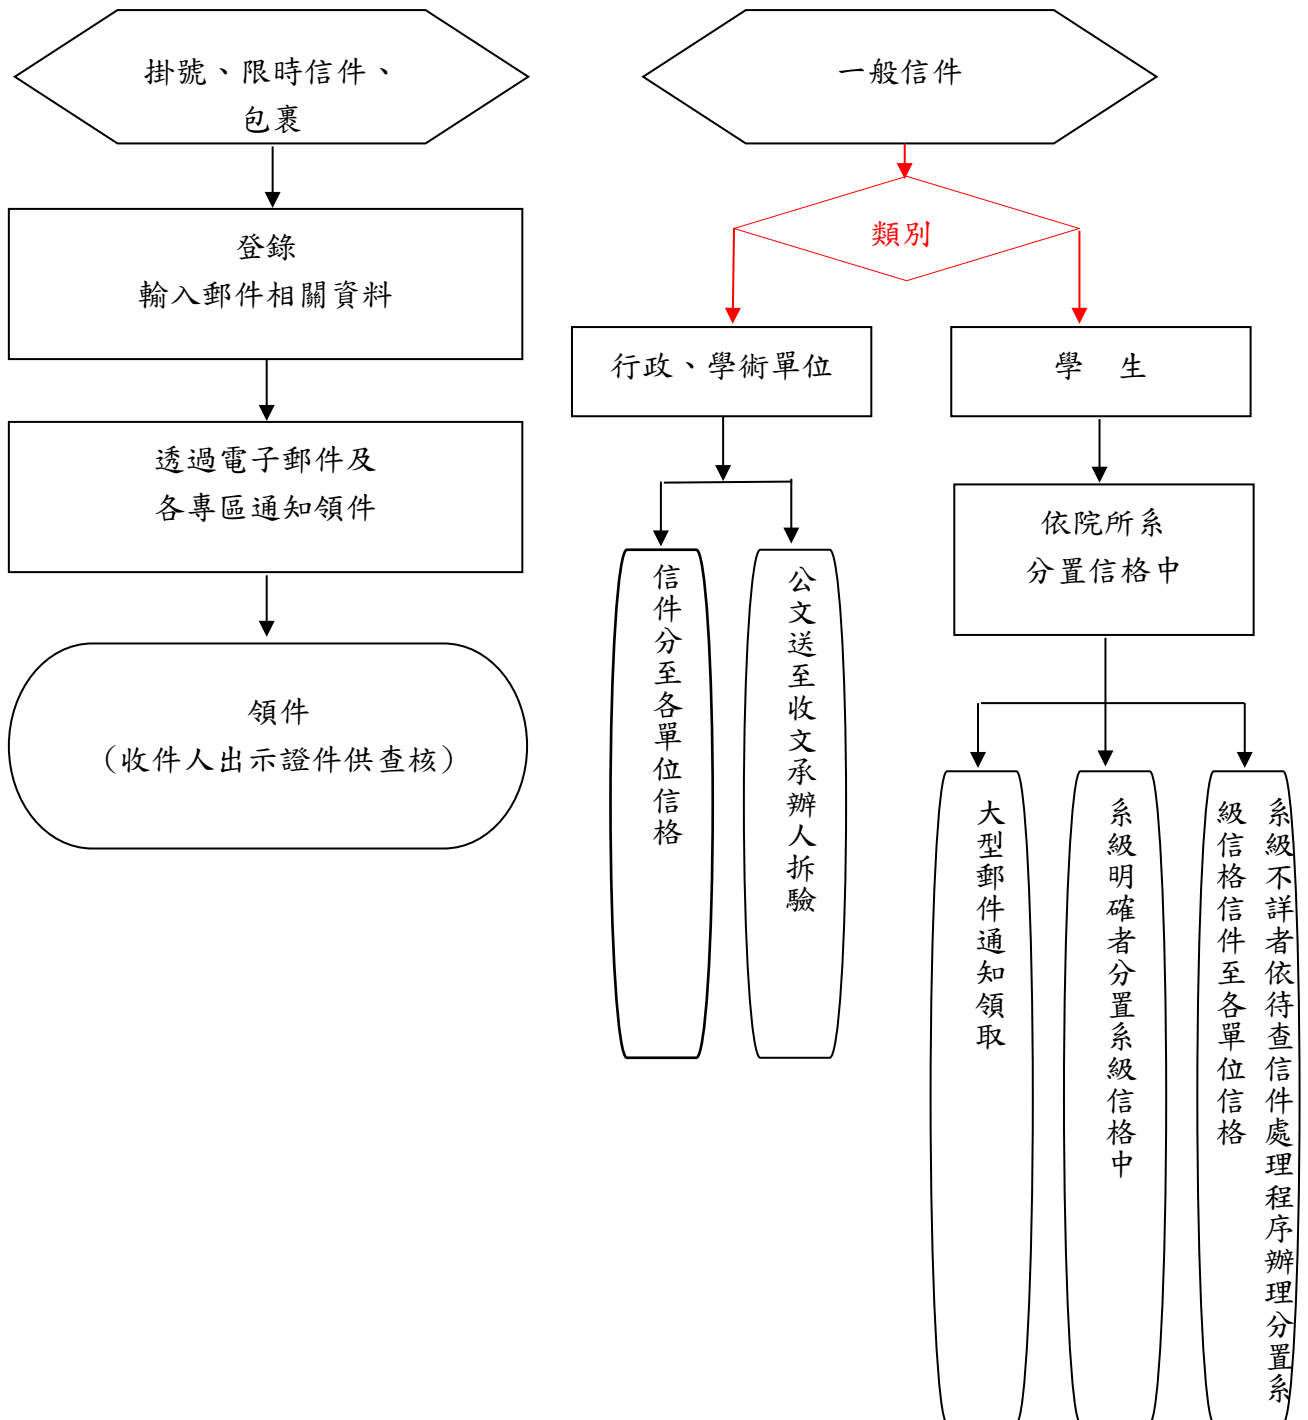 掛號、限時信件、
包裹
登錄
輸入郵件相關資料
透過電子郵件及
各專區通知領件
領件
（收件人出示證件供查核）
一般信件
類別
行政、學術單位
學　生
信件分至各單位信格
公文送至收文承辦人拆驗
依院所系
分置信格中
大型郵件通知領取
系級明確者分置系級信格中
系級不詳者依待查信件處理程序辦理分置系
級信格信件至各單位信格